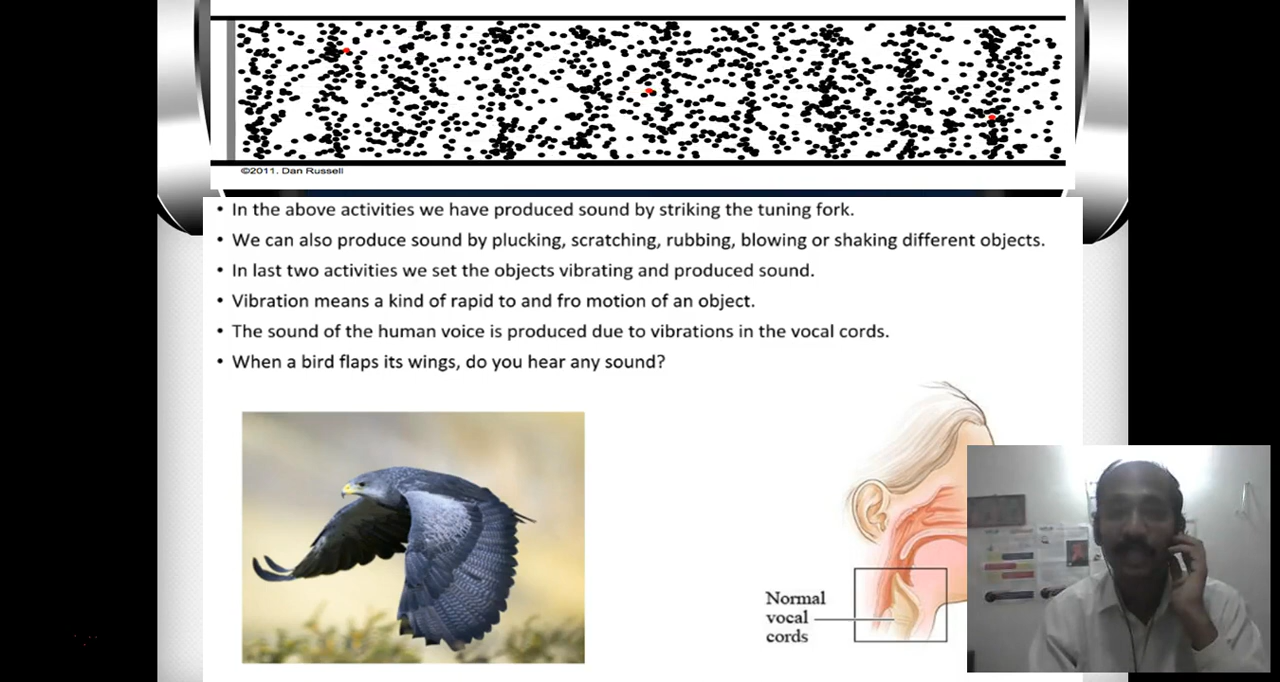 ©2011. Dan Russell
• In the above activities we have produced sound by striking the tuning fork.
• We can also produce sound by plucking, scratching, rubbing, blowing or shaking different objects.
• In last two activities we set the objects vibrating and produced sound.
• Vibration means a kind of rapid to and fro motion of an object.
• The sound of the human voice is produced due to vibrations in the vocal cords.
• When a bird flaps its wings, do you hear any sound?
Normal
vocal
cords